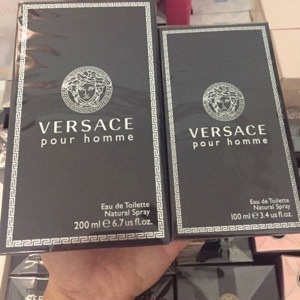 VERSACE
pour homme
Eau de Toilette
Natural Spray
200 ml ℮ 6.7 us fl.oz.
VERSACE
pour homme
Eau de Toilette
Natural Spray
100 ml ℮ 3.4 us fl.oz.